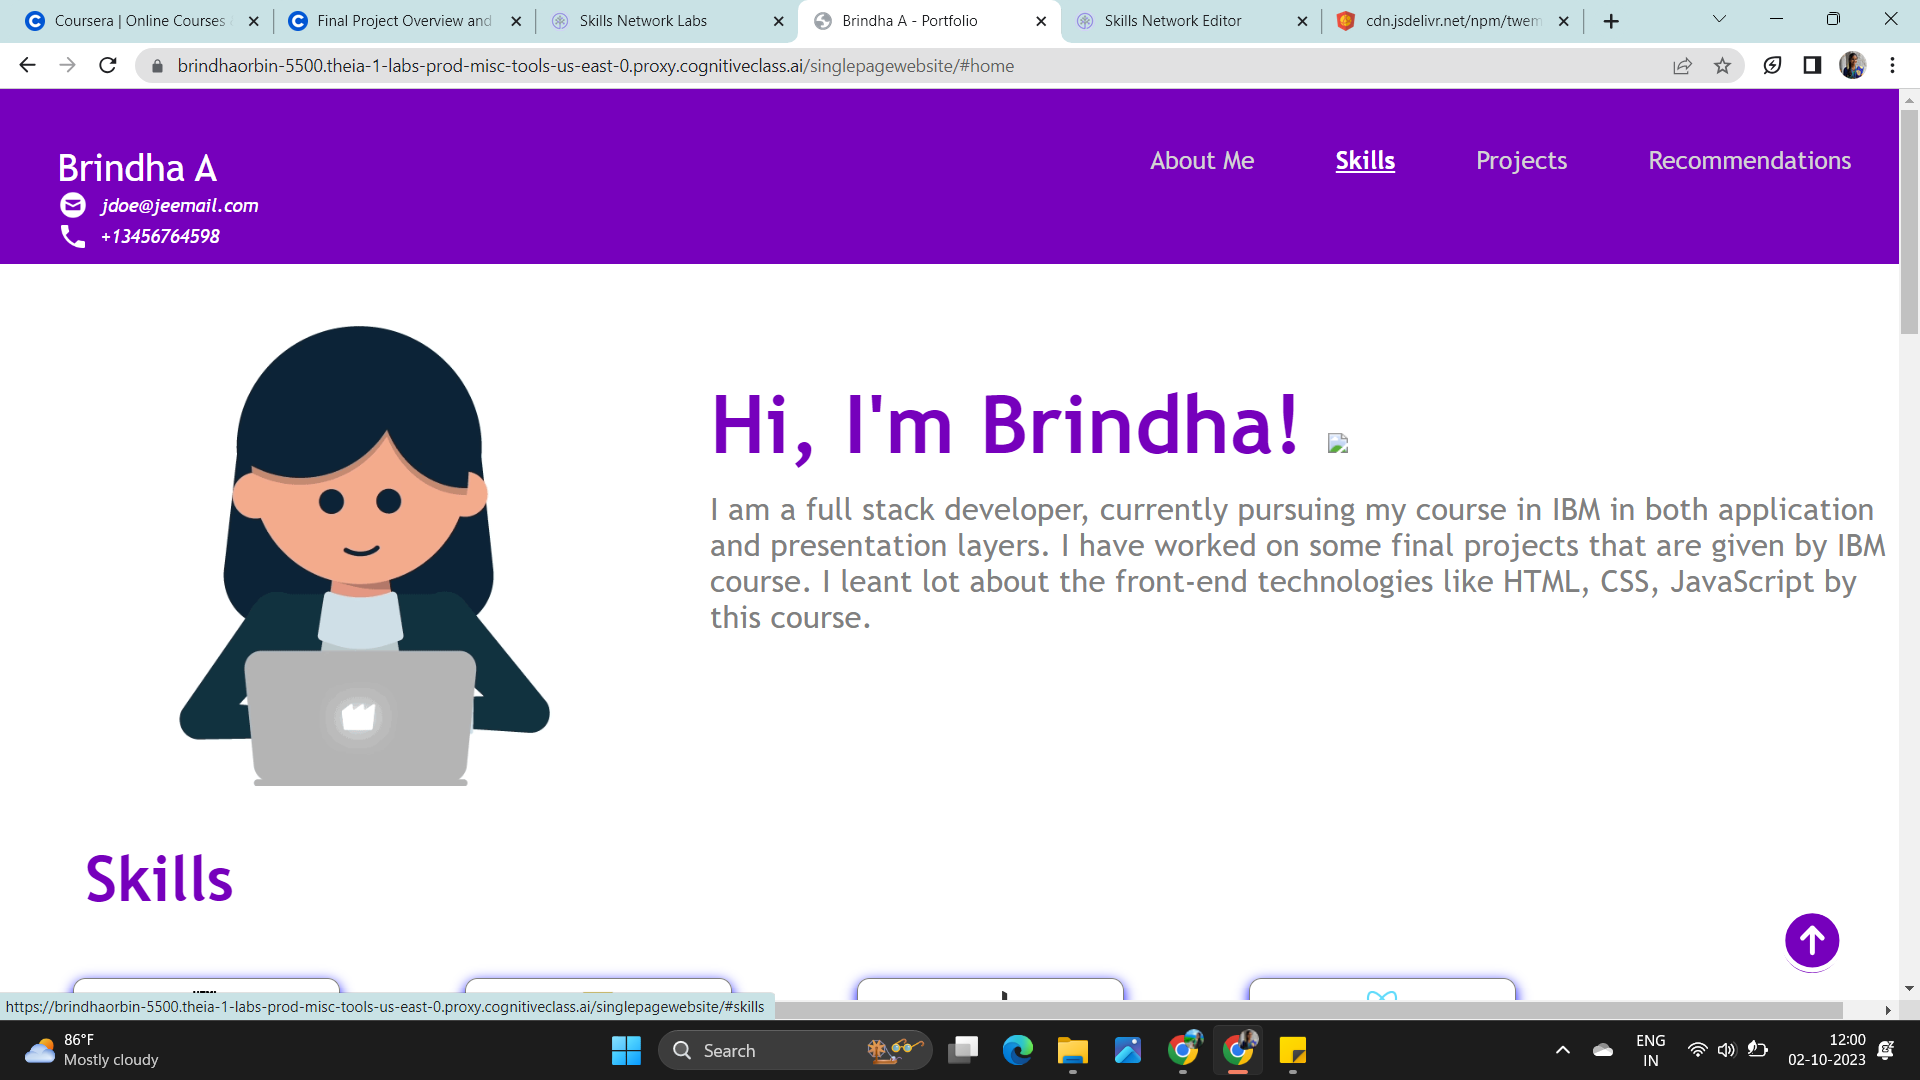 Coursera | Online Courses
Final Project Overview and
Skills Network Labs
Brindha A - Portfolio
Skills Network Editor
cdn.jsdelivr.net/npm/twem
brindhaorbin-5500.theia-1-labs-prod-misc-tools-us-east-0.proxy.cognitiveclass.ai/singlepagewebsite/#home
Brindha A
jdoe@jeemail.com
+13456764598
About Me
Skills
Projects
Recommendations
Hi, I'm Brindha!
I am a full stack developer, currently pursuing my course in IBM in both application
and presentation layers. I have worked on some final projects that are given by IBM
course. I leant lot about the front-end technologies like HTML, CSS, JavaScript by
this course.
Skills
https://brindhaorbin-5500.theia-1-labs-prod-misc-tools-us-east-0.proxy.cognitiveclass.ai/singlepagewebsite/#skills
86°F
Mostly cloudy
Search
ENG
IN
12:00
02-10-2023